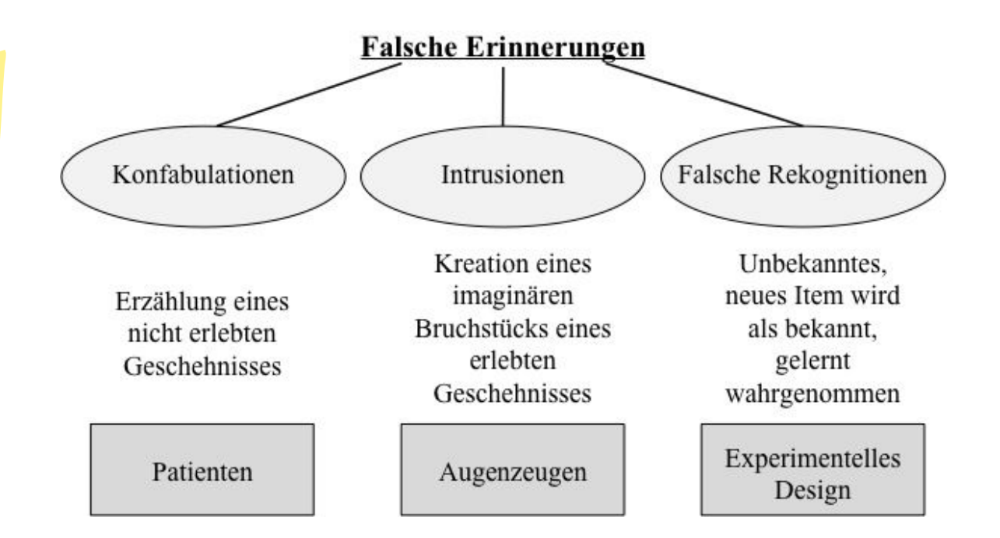 Falsche Erinnerungen
Konfabulationen
Intrusionen
Falsche Rekognitionen
Erzählung eines
nicht erlebten
Geschehnisses
Kreation eines
imaginären
Bruchstücks eines
erlebten
Geschehnisses
Unbekanntes,
neues Item wird
als bekannt,
gelernt
wahrgenommen
Patienten
Augenzeugen
Experimentelles
Design